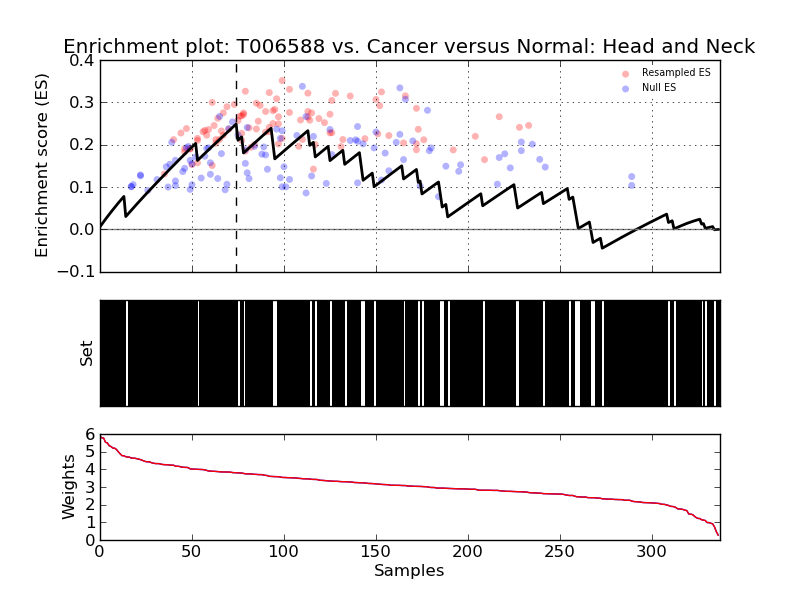 Enrichment plot: T006588 vs. Cancer versus Normal: Head and Neck
0.4
0.3
0.2
0.1
0.0
−0.1
Enrichment score (ES)
Resampled ES
Null ES
Set
6
5
4
3
2
1
0
Weights
0 50 100 150 200 250 300
Samples